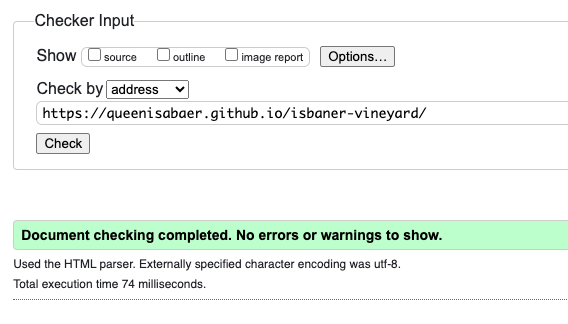 Checker Input
Show source outline image report Options...
Check by address
https://queenisabaer.github.io/isbaner-vineyard/
Check
Document checking completed. No errors or warnings to show.
Used the HTML parser. Externally specified character encoding was utf-8.
Total execution time 74 milliseconds.